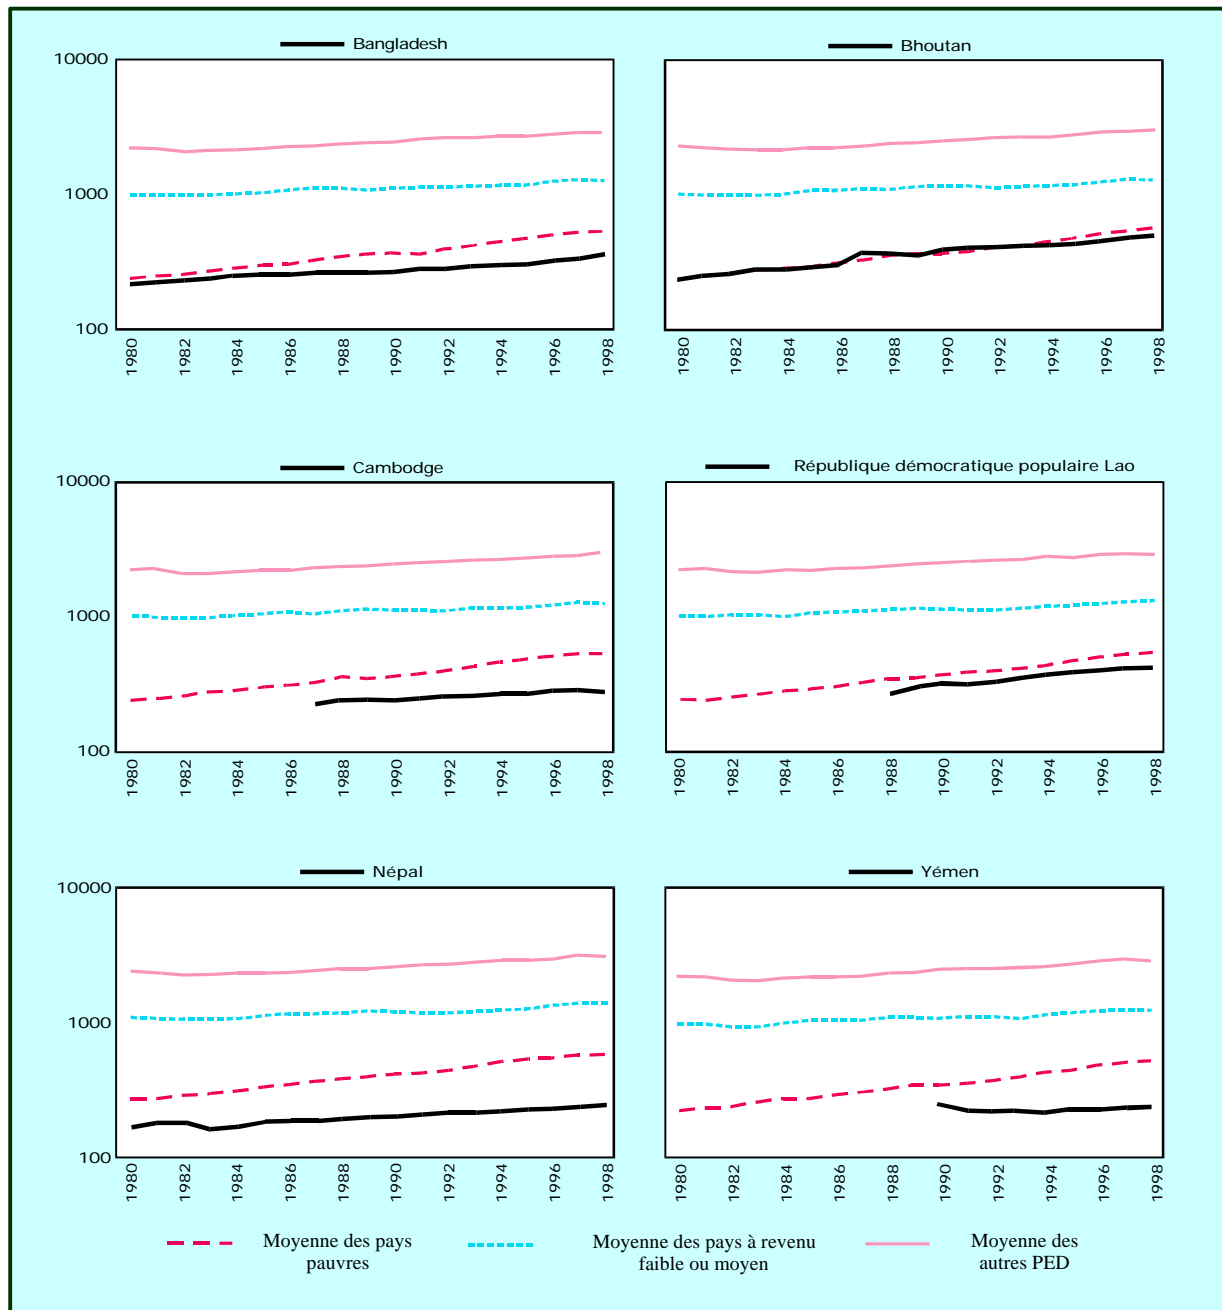 Bangladesh
Bhoutan
10000
1000
100
1980 1982 1984 1986 1988 1990 1992 1994 1996 1998
1980 1982 1984 1986 1988 1990 1992 1994 1996 1998
Cambodge
République démocratique populaire Lao
10000
1000
100
1980 1982 1984 1986 1988 1990 1992 1994 1996 1998
1980 1982 1984 1986 1988 1990 1992 1994 1996 1998
Népal
Yémen
10000
1000
100
1980 1982 1984 1986 1988 1990 1992 1994 1996 1998
1980 1982 1984 1986 1988 1990 1992 1994 1996 1998
Moyenne des pays
pauvres
Moyenne des pays à revenu
faible ou moyen
Moyenne des
autres PED